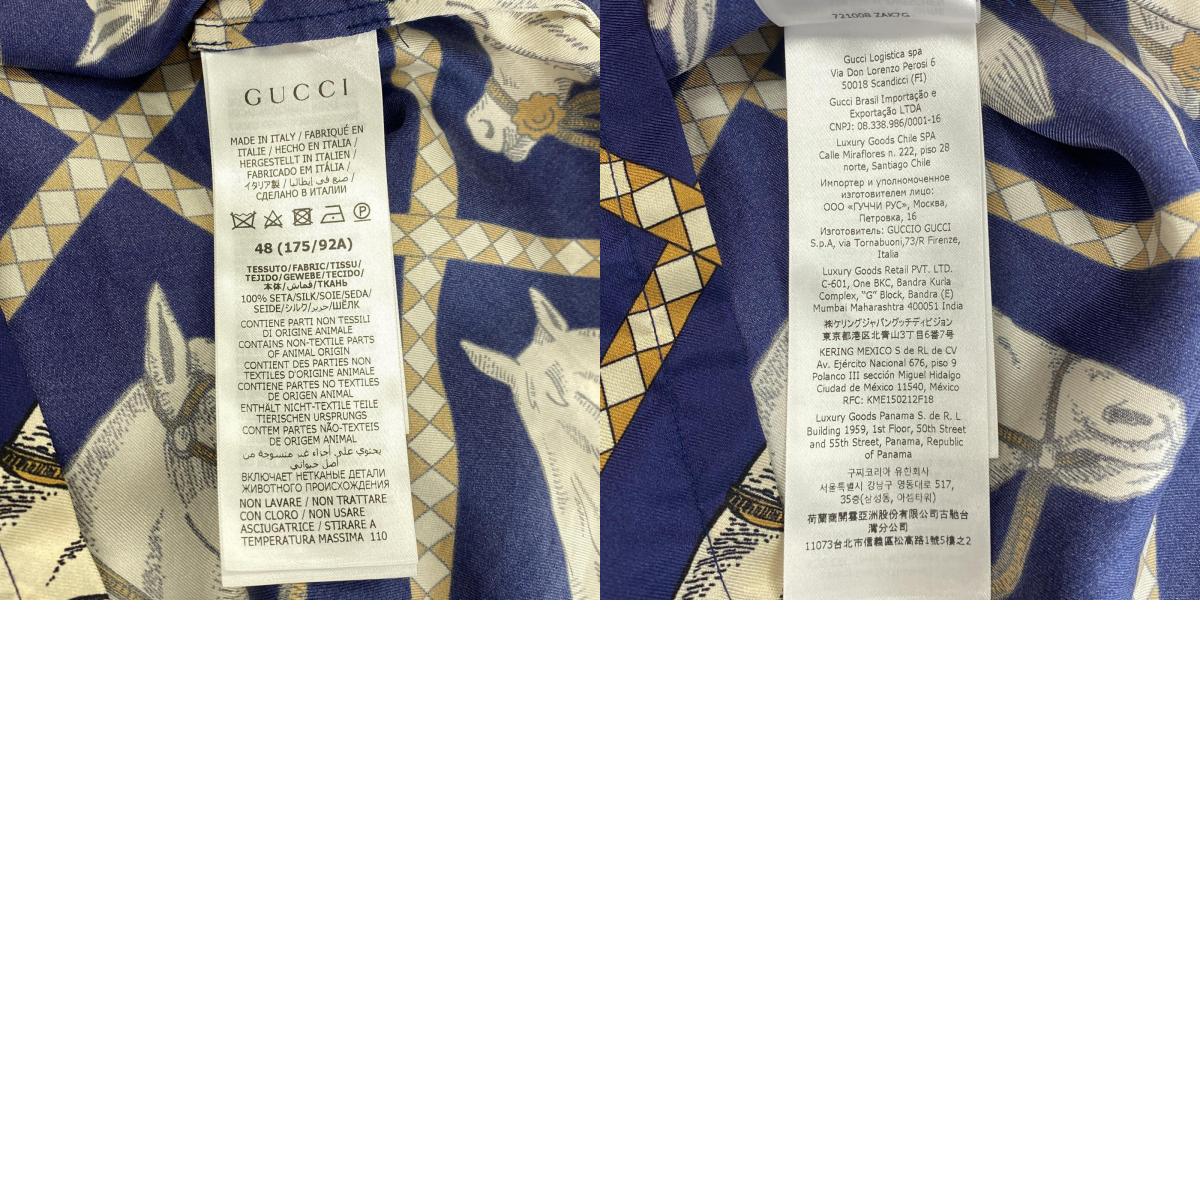 GUCCI
MADE IN ITALY / FABRIQUÉ EN
ITALIE / HECHO EN ITALIA /
HERGESTELLT IN ITALIEN /
FABRICADO EM ITÁLIA /
イタリア製 / صنع في إيطاليا /
СДЕЛАНО В ИТАЛИИ
P
48 (175/92A)
TESSUTO/FABRIC/TISSU/
TEJIDO/GEWEBE/TECIDO/
本体/قماش/ТКАНЬ
100% SETA/SILK/SOIE/SEDA/
SEIDE/シルク/حرير/ШЁЛК
CONTIENE PARTI NON TESSILI
DI ORIGINE ANIMALE
CONTAINS NON-TEXTILE PARTS
OF ANIMAL ORIGIN
CONTIENT DES PARTIES NON
TEXTILES D'ORIGINE ANIMALE
CONTIENE PARTES NO TEXTILES
DE ORIGEN ANIMAL
ENTHÄLT NICHT-TEXTILE TEILE
TIERISCHEN URSPRUNGS
CONTEM PARTES NÃO-TEXTEIS
DE ORIGEM ANIMAL
يحتوي على أجزاء غير منسوجة من
أصل حيواني
ВКЛЮЧАЕТ НЕТКАНЫЕ ДЕТАЛИ
ЖИВОТНОГО ПРОИСХОЖДЕНИЯ
NON LAVARE / NON TRATTARE
CON CLORO / NON USARE
ASCIUGATRICE / STIRARE A
TEMPERATURA MASSIMA 110
721008 ZAK7G
Gucci Logistica spa
Via Don Lorenzo Perosi 6
50018 Scandicci (FI)
Gucci Brasil Importação e
Exportação LTDA
CNPJ: 08.338.986/0001-16
Luxury Goods Chile SPA
Calle Miraflores n. 222, piso 28
norte, Santiago Chile
Импортер и уполномоченное
изготовителем лицо:
ООО «ГУЧЧИ РУС», Москва,
Петровка, 16
Изготовитель: GUCCIO GUCCI
S.p.A, via Tornabuoni,73/R Firenze,
Italia
Luxury Goods Retail PVT. LTD.
C-601, One BKC, Bandra Kurla
Complex, "G" Block, Bandra (E)
Mumbai Maharashtra 400051 India
㈱ケリングジャパングッチディビジョン
東京都港区北青山3丁目6番7号
KERING MEXICO S de RL de CV
Av. Ejército Nacional 676, piso 9
Polanco III sección Miguel Hidalgo
Ciudad de México 11540, México
RFC: KME150212F18
Luxury Goods Panama S. de R. L
Building 1959, 1st Floor, 50th Street
and 55th Street, Panama, Republic
of Panama
구찌코리아 유한회사
서울특별시 강남구 영동대로 517,
35층(삼성동, 아셈타워)
荷蘭商開雲亞洲股份有限公司古馳台
灣分公司
11073台北市信義區松高路1號5樓之2